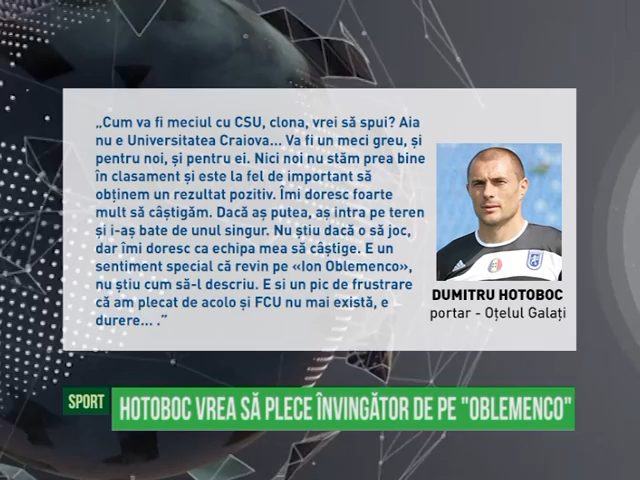 „Cum va fi meciul cu CSU, clona, vrei să spui? Aia
nu e Universitatea Craiova... Va fi un meci greu, și
pentru noi, și pentru ei. Nici noi nu stăm prea bine
în clasament și este la fel de important să
obținem un rezultat pozitiv. Îmi doresc foarte
mult să câștigăm. Dacă aș putea, aș intra pe teren
și i-aș bate de unul singur. Nu știu dacă o să joc,
dar îmi doresc ca echipa mea să câștige. E un
sentiment special că revin pe «Ion Oblemenco»,
nu știu cum să-l descriu. E si un pic de frustrare
că am plecat de acolo și FCU nu mai există, e
durere... .”
DUMITRU HOTOBOC
portar - Oțelul Galați
SPORT
HOTOBOC VREA SĂ PLECE ÎNVINGĂTOR DE PE "OBLEMENCO"